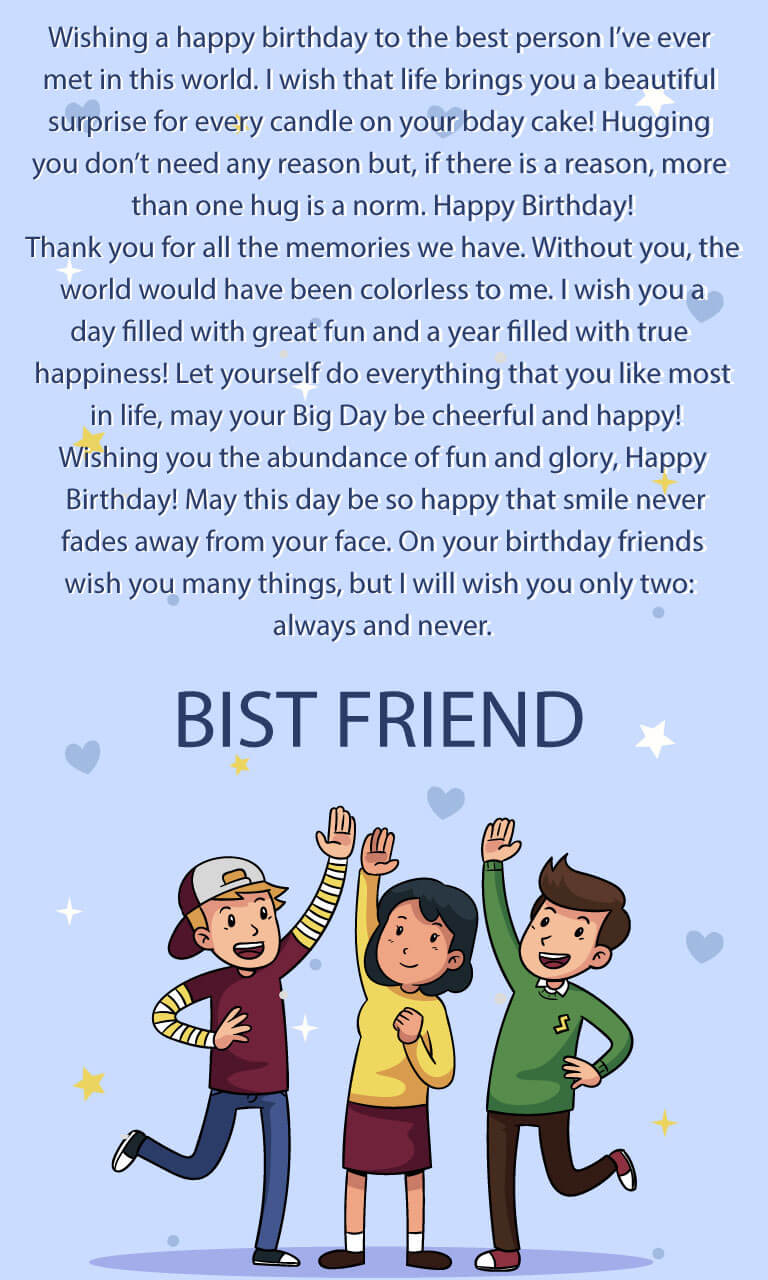 Wishing a happy birthday to the best person I’ve ever
met in this world. I wish that life brings you a beautiful
surprise for every candle on your bday cake! Hugging
you don’t need any reason but, if there is a reason, more
than one hug is a norm. Happy Birthday!
Thank you for all the memories we have. Without you, the
world would have been colorless to me. I wish you a
day filled with great fun and a year filled with true
happiness! Let yourself do everything that you like most
in life, may your Big Day be cheerful and happy!
Wishing you the abundance of fun and glory, Happy
Birthday! May this day be so happy that smile never
fades away from your face. On your birthday friends
wish you many things, but I will wish you only two:
always and never.
BIST FRIEND